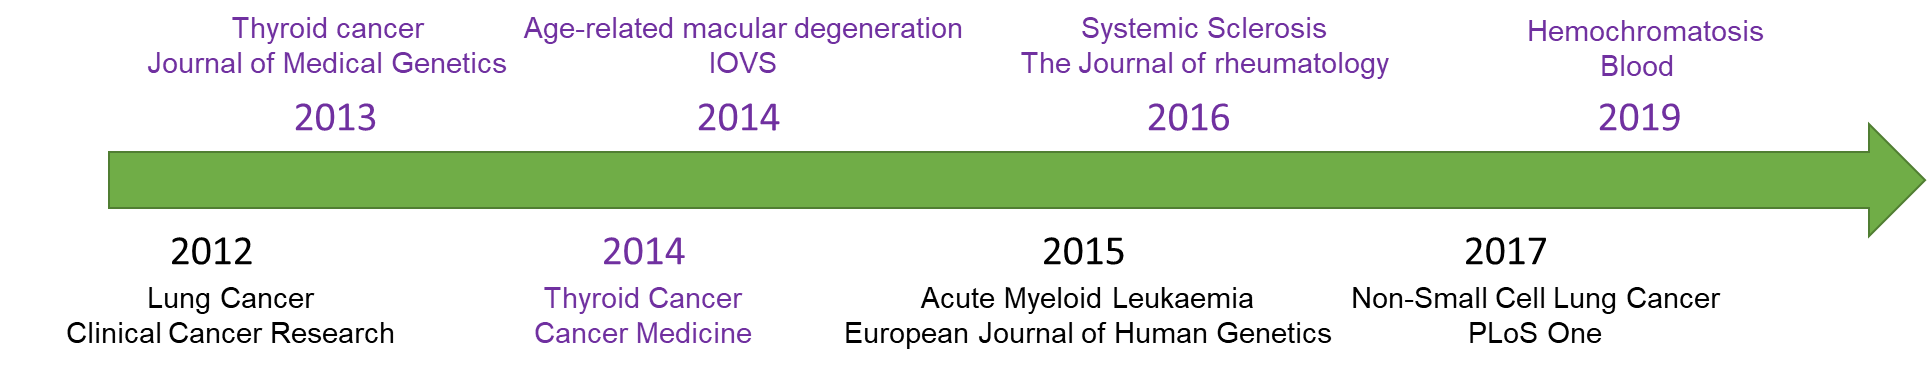 Thyroid cancer
Journal of Medical Genetics
2013
Age-related macular degeneration
IOVS
2014
Systemic Sclerosis
The Journal of rheumatology
2016
Hemochromatosis
Blood
2019
2012
Lung Cancer
Clinical Cancer Research
2014
Thyroid Cancer
Cancer Medicine
2015
Acute Myeloid Leukaemia
European Journal of Human Genetics
2017
Non-Small Cell Lung Cancer
PLoS One